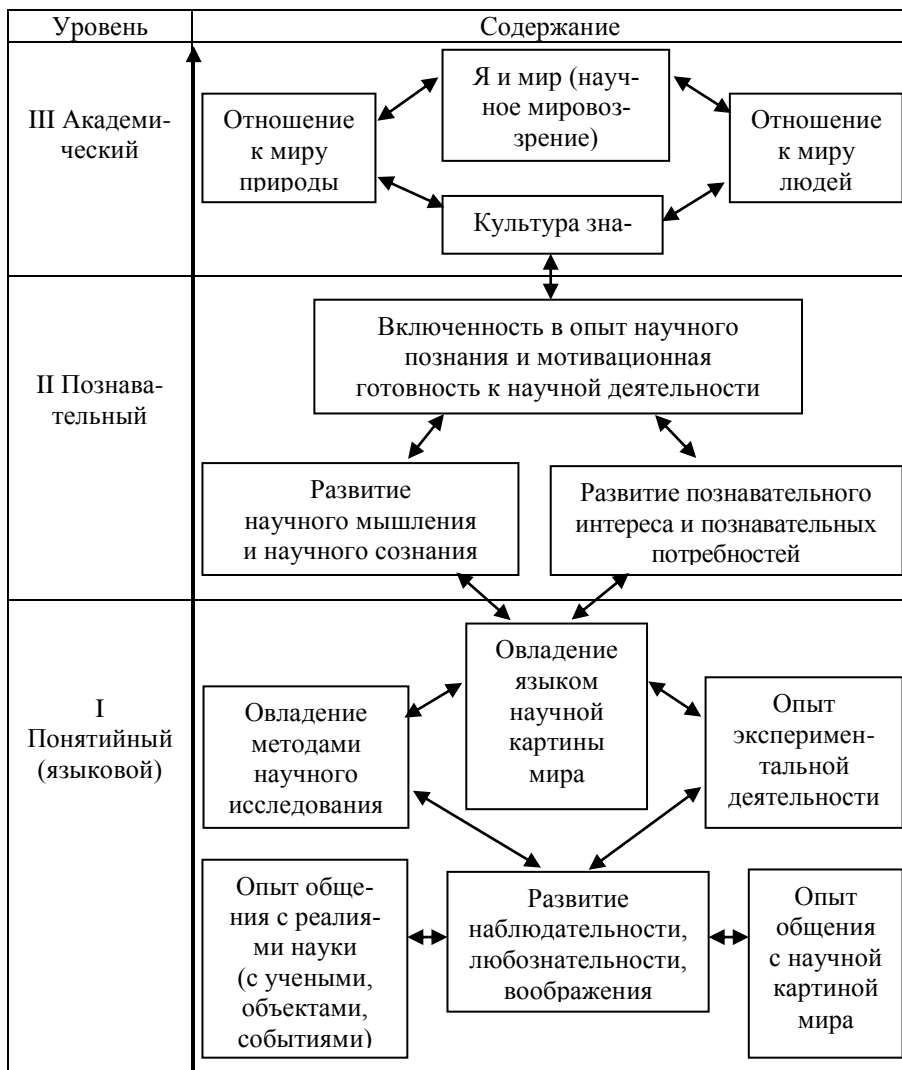 Уровень
Содержание
III Академи-
ческий
Я и мир (науч-
ное мировоз-
зрение)
Отношение
к миру
природы
Отношение
к миру
людей
Культура зна-
II Познава-
тельный
Включенность в опыт научного
познания и мотивационная
готовность к научной деятельности
Развитие
научного мышления
и научного сознания
Развитие познавательного
интереса и познавательных
потребностей
I
Понятийный
(языковой)
Овладение
языком
научной
картины
мира
Овладение
методами
научного
исследования
Опыт
эксперимен-
тальной
деятельности
Опыт обще-
ния с реалия-
ми науки
(с учеными,
объектами,
событиями)
Развитие
наблюдательности,
любознательности,
воображения
Опыт
общения
с научной
картиной
мира